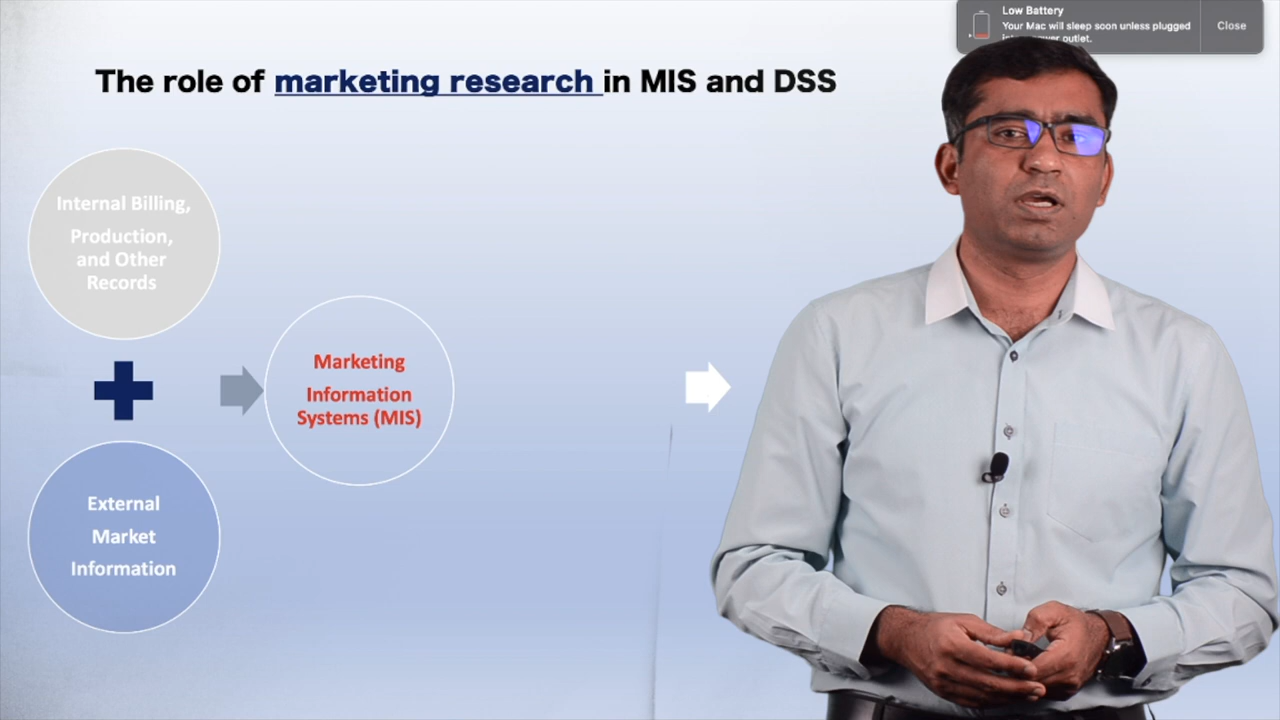 Low Battery
Your Mac will sleep soon unless plugged
outlet.
Close
The role of marketing research in MIS and DSS
Internal Billing,
Production,
and Other
Records
Marketing
Information
Systems (MIS)
External
Market
Information